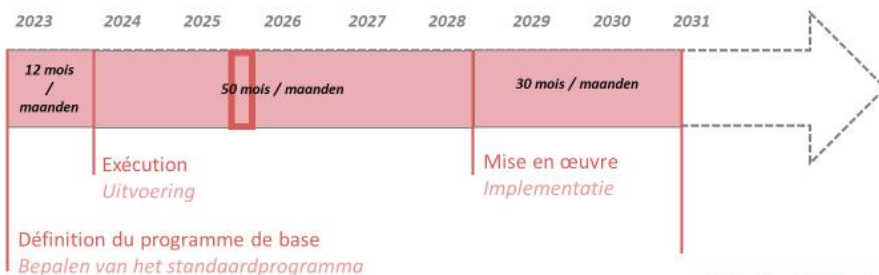 2023 2024 2025 2026 2027 2028 2029 2030 2031
12 mois
/
maanden
50 mois / maanden
30 mois / maanden
Exécution
Uitvoering
Mise en œuvre
Implementatie
Définition du programme de base
Bepalen van het standaardprogramma